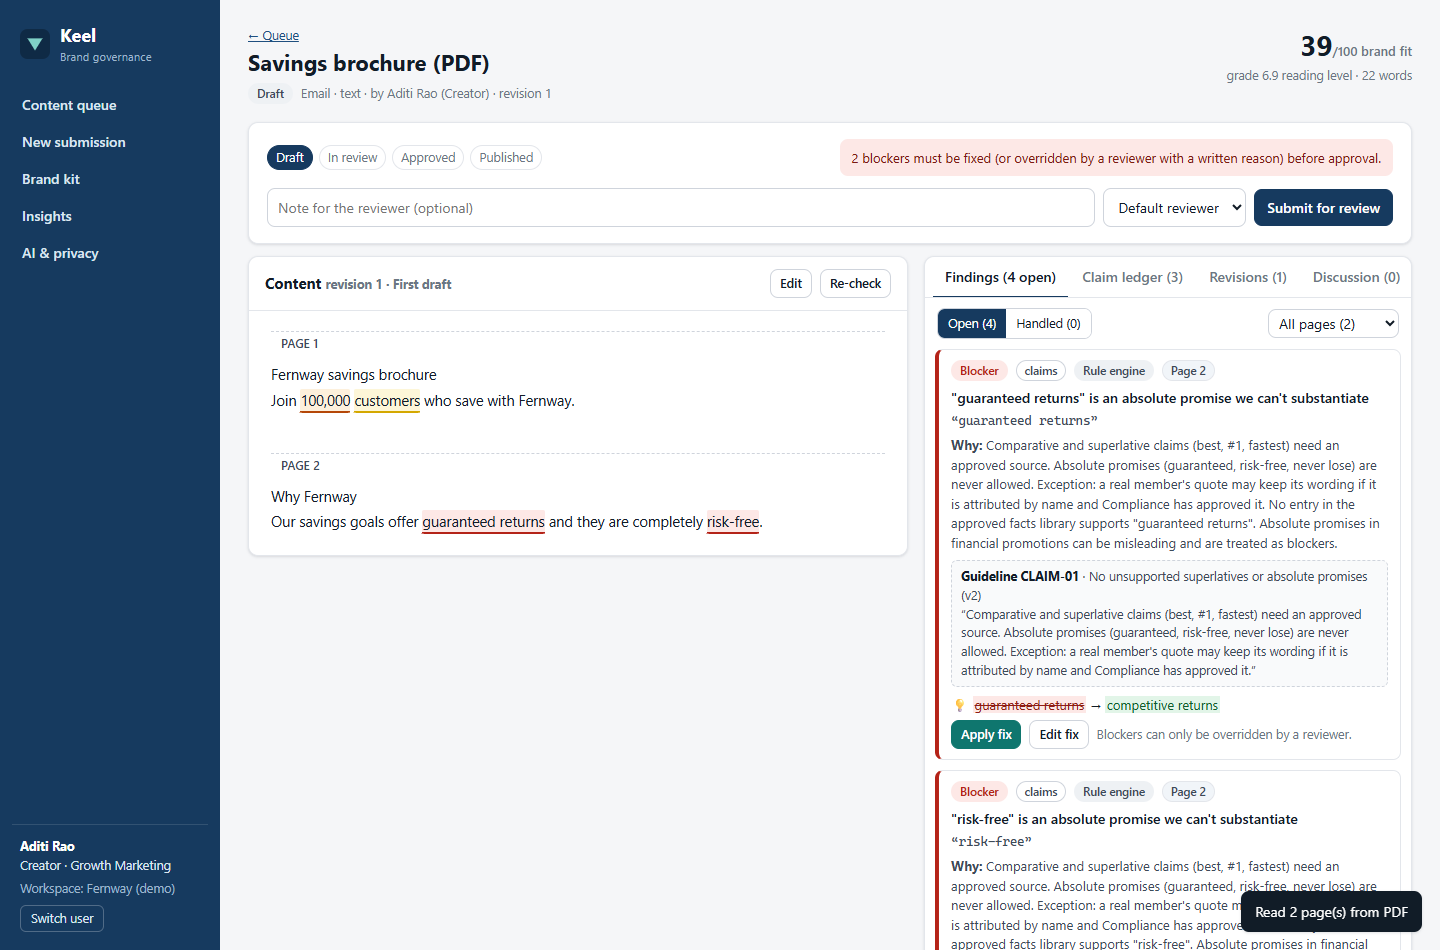 Keel
Brand governance
Content queue
New submission
Brand kit
Insights
AI & privacy
Aditi Rao
Creator · Growth Marketing
Workspace: Fernway (demo)
Switch user
← Queue
Savings brochure (PDF)
Draft Email · text · by Aditi Rao (Creator) · revision 1
39/100 brand fit
grade 6.9 reading level · 22 words
Draft In review Approved Published
2 blockers must be fixed (or overridden by a reviewer with a written reason) before approval.
Note for the reviewer (optional)
Default reviewer
Submit for review
Content revision 1 · First draft
Edit
Re-check
PAGE 1
Fernway savings brochure
Join 100,000 customers who save with Fernway.
PAGE 2
Why Fernway
Our savings goals offer guaranteed returns and they are completely risk-free.
Findings (4 open) Claim ledger (3) Revisions (1) Discussion (0)
Open (4) Handled (0)
All pages (2)
Blocker claims Rule engine Page 2
"guaranteed returns" is an absolute promise we can't substantiate
“guaranteed returns”
Why: Comparative and superlative claims (best, #1, fastest) need an
approved source. Absolute promises (guaranteed, risk-free, never lose) are
never allowed. Exception: a real member's quote may keep its wording if it
is attributed by name and Compliance has approved it. No entry in the
approved facts library supports "guaranteed returns". Absolute promises in
financial promotions can be misleading and are treated as blockers.
Guideline CLAIM-01 · No unsupported superlatives or absolute promises
(v2)
“Comparative and superlative claims (best, #1, fastest) need an approved
source. Absolute promises (guaranteed, risk-free, never lose) are never
allowed. Exception: a real member's quote may keep its wording if it is
attributed by name and Compliance has approved it.”
guaranteed returns → competitive returns
Apply fix Edit fix Blockers can only be overridden by a reviewer.
Blocker claims Rule engine Page 2
"risk-free" is an absolute promise we can't substantiate
“risk-free”
Why: Comparative and superlative claims (best, #1, fastest) need an
approved source. Absolute promises (guaranteed, risk-free, never lose) are
never allowed. Exception: a real member's quote m
is attributed by name and Compliance has appro
approved facts library supports "risk-free". Absolute promises in financial
Read 2 page(s) from PDF